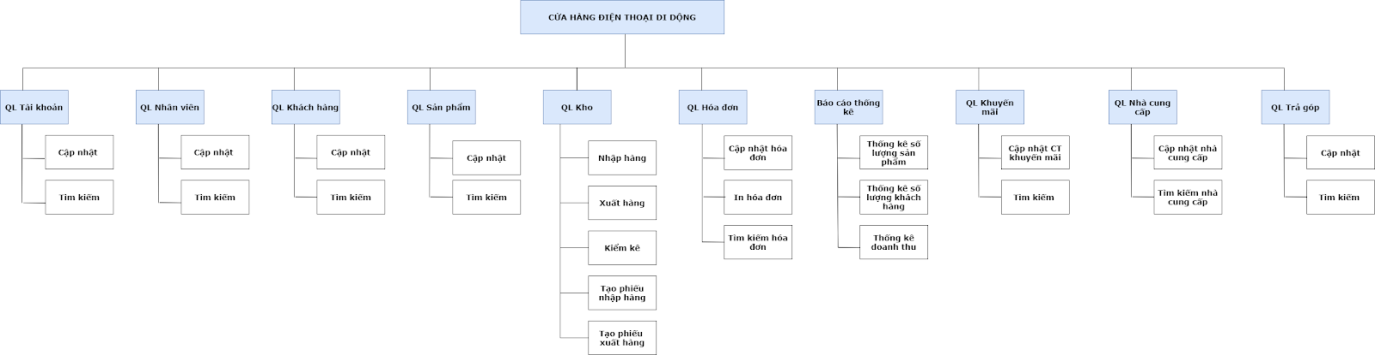 CỬA HÀNG ĐIỆN THOẠI DI DỘNG
QL Tài khoản
QL Nhân viên
QL Khách hàng
QL Sản phẩm
QL Kho
QL Hóa đơn
Báo cáo thống
kê
QL Khuyến
mãi
QL Nhà cung
cấp
QL Trả góp
Cập nhật
Tìm kiếm
Cập nhật
Tìm kiếm
Cập nhật
Tìm kiếm
Cập nhật
Tìm kiếm
Nhập hàng
Xuất hàng
Kiểm kê
Tạo phiếu
nhập hàng
Tạo phiếu
xuất hàng
Cập nhật hóa
đơn
In hóa đơn
Tìm kiếm hóa
đơn
Thống kê số
lượng sản
phẩm
Thống kê số
lượng khách
hàng
Thống kê
doanh thu
Cập nhật CT
khuyến mãi
Tìm kiếm
Cập nhật nhà
cung cấp
Tìm kiếm nhà
cung cấp
Cập nhật
Tìm kiếm